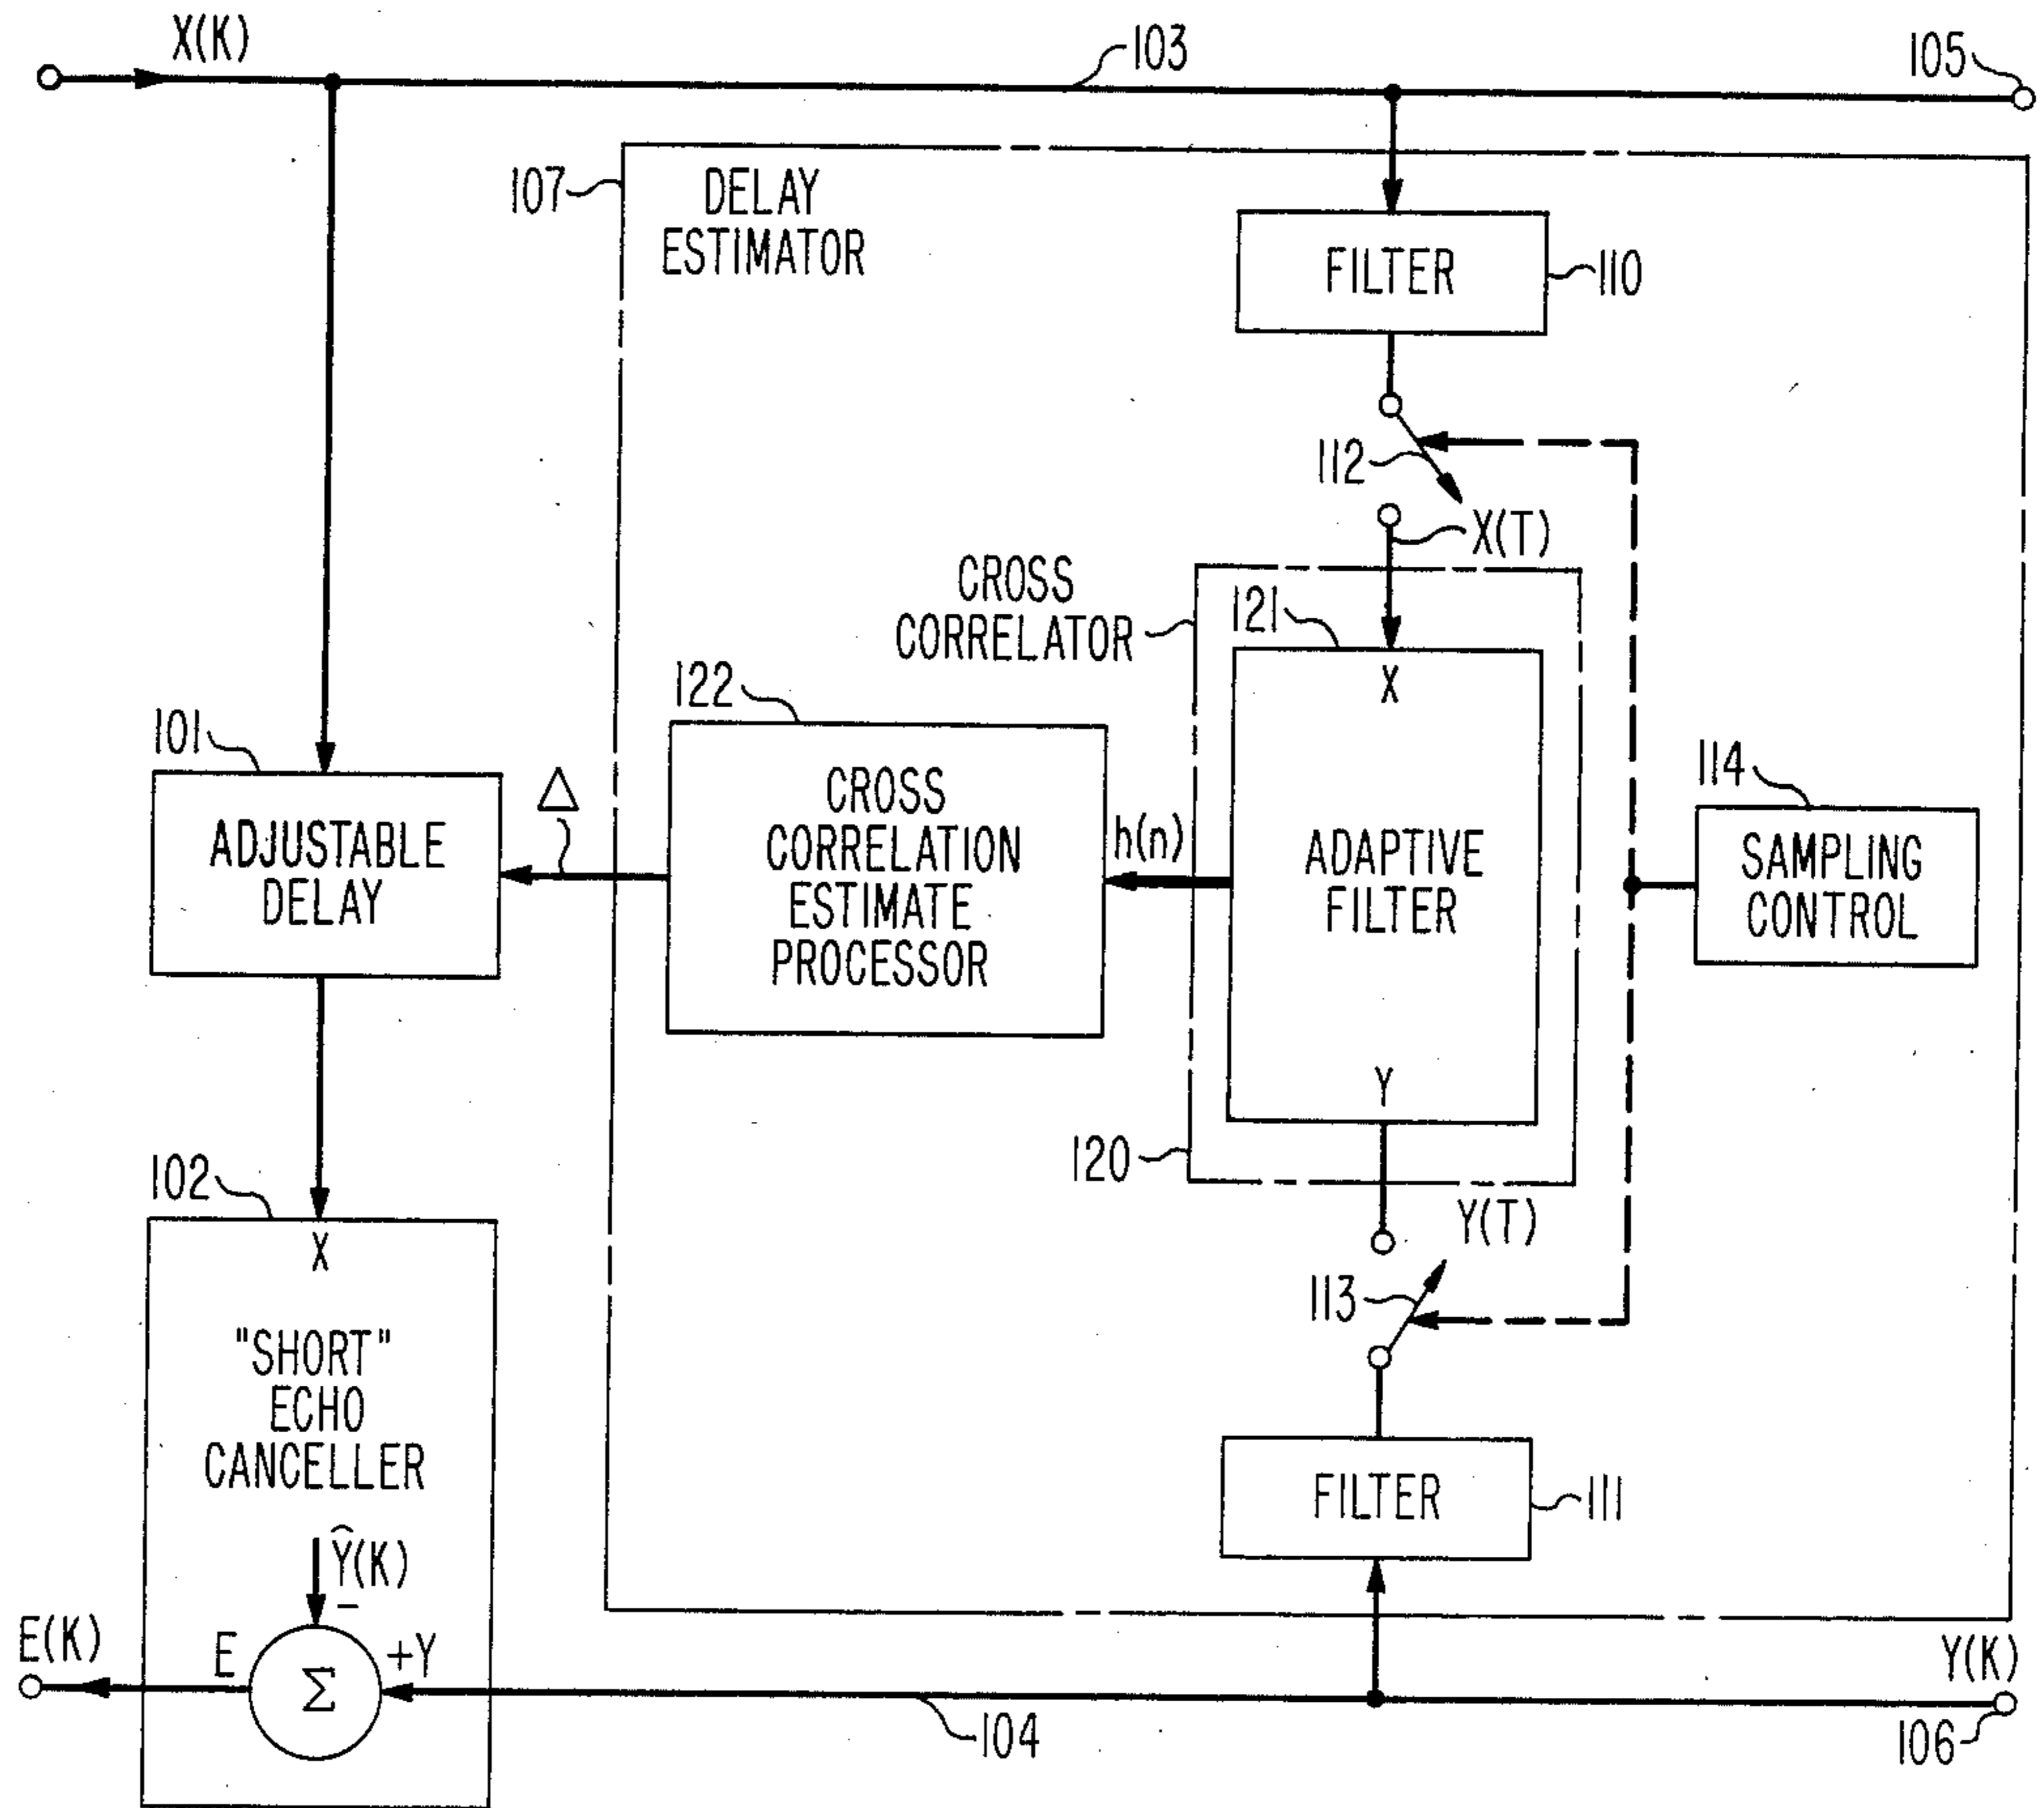 X(K)
103
105
107
DELAY
ESTIMATOR
FILTER
110
112
X(T)
CROSS
CORRELATOR
121
X
122
101
114
Δ
CROSS
CORRELATION
ESTIMATE
PROCESSOR
h(n)
ADAPTIVE
FILTER
SAMPLING
CONTROL
ADJUSTABLE
DELAY
Y
120
102
X
Y(T)
113
"SHORT"
ECHO
CANCELLER
FILTER
111
Ŷ(K)
-
E(K)
E
Σ
+Y
Y(K)
104
106